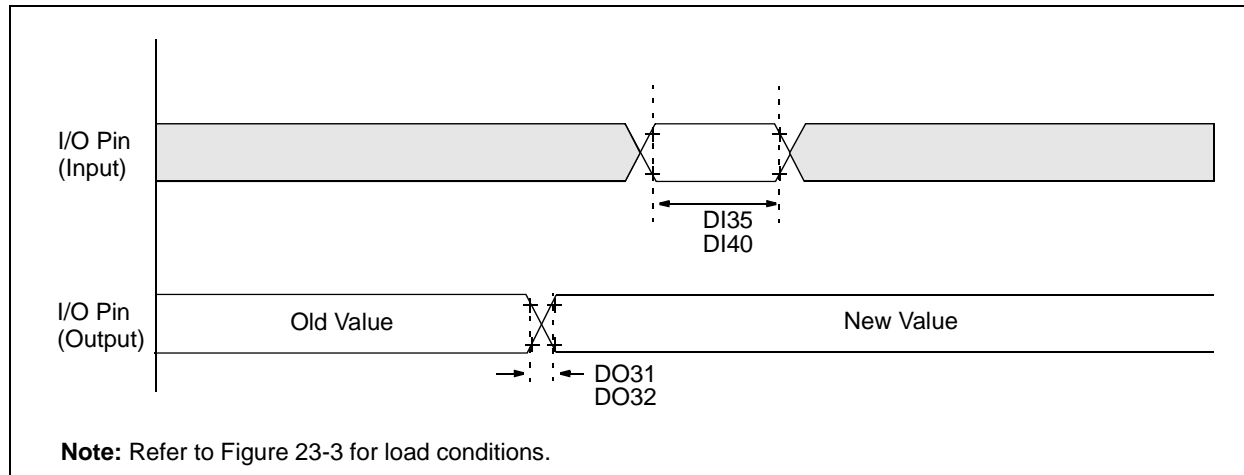 I/O Pin
(Input)
DI35
DI40
I/O Pin
(Output)
Old Value
New Value
DO31
DO32
Note: Refer to Figure 23-3 for load conditions.